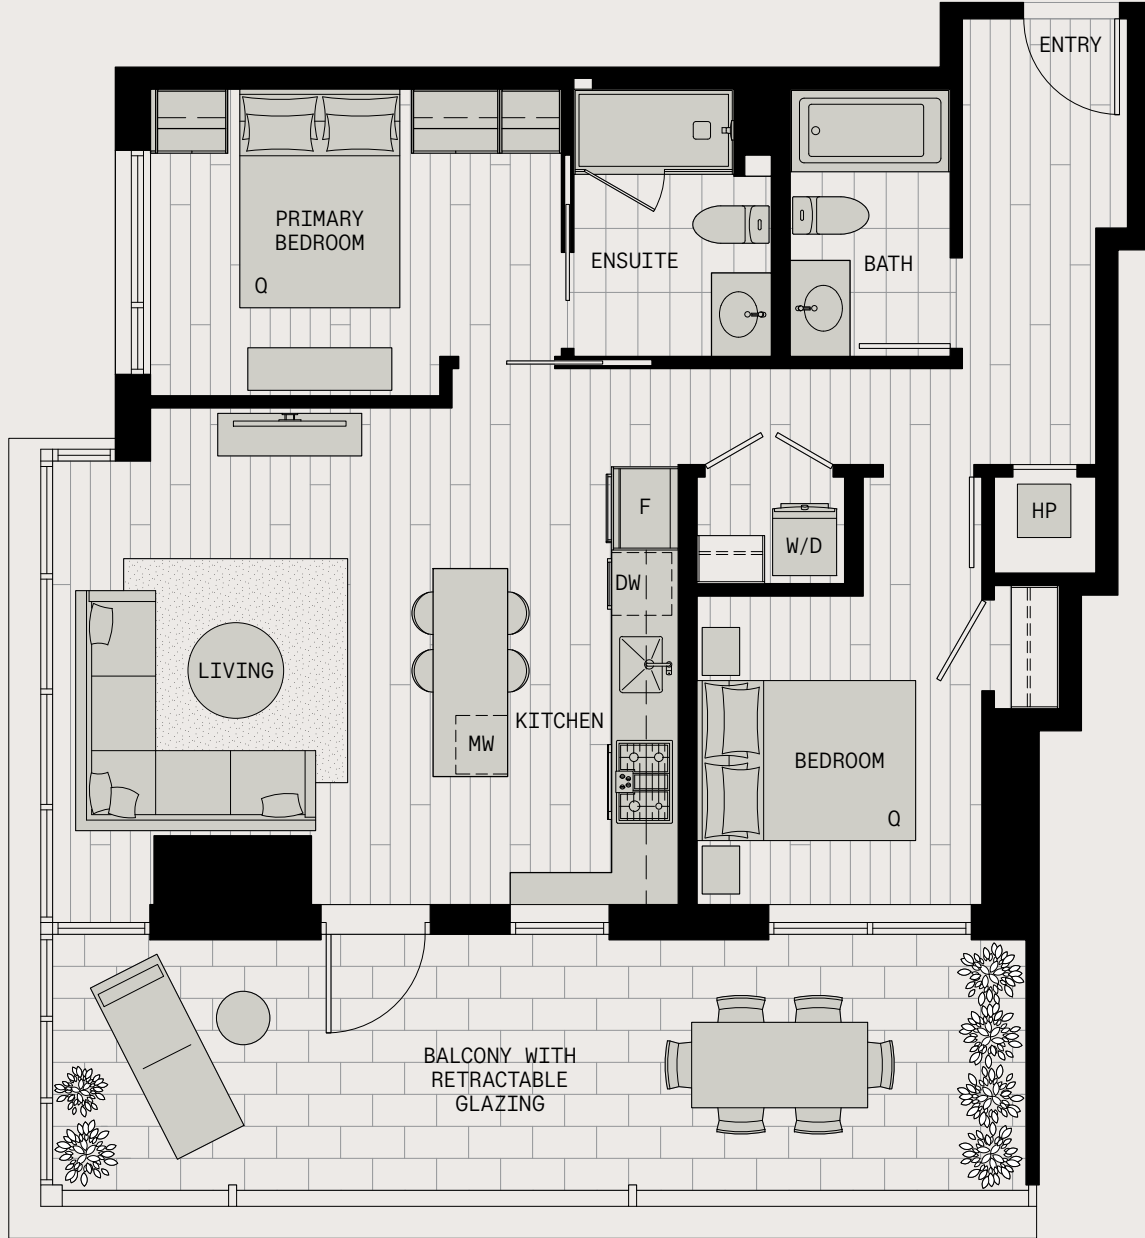 ENTRY
PRIMARY
BEDROOM
Q
ENSUITE
BATH
F
HP
W/D
DW
LIVING
KITCHEN
MW
BEDROOM
Q
BALCONY WITH
RETRACTABLE
GLAZING